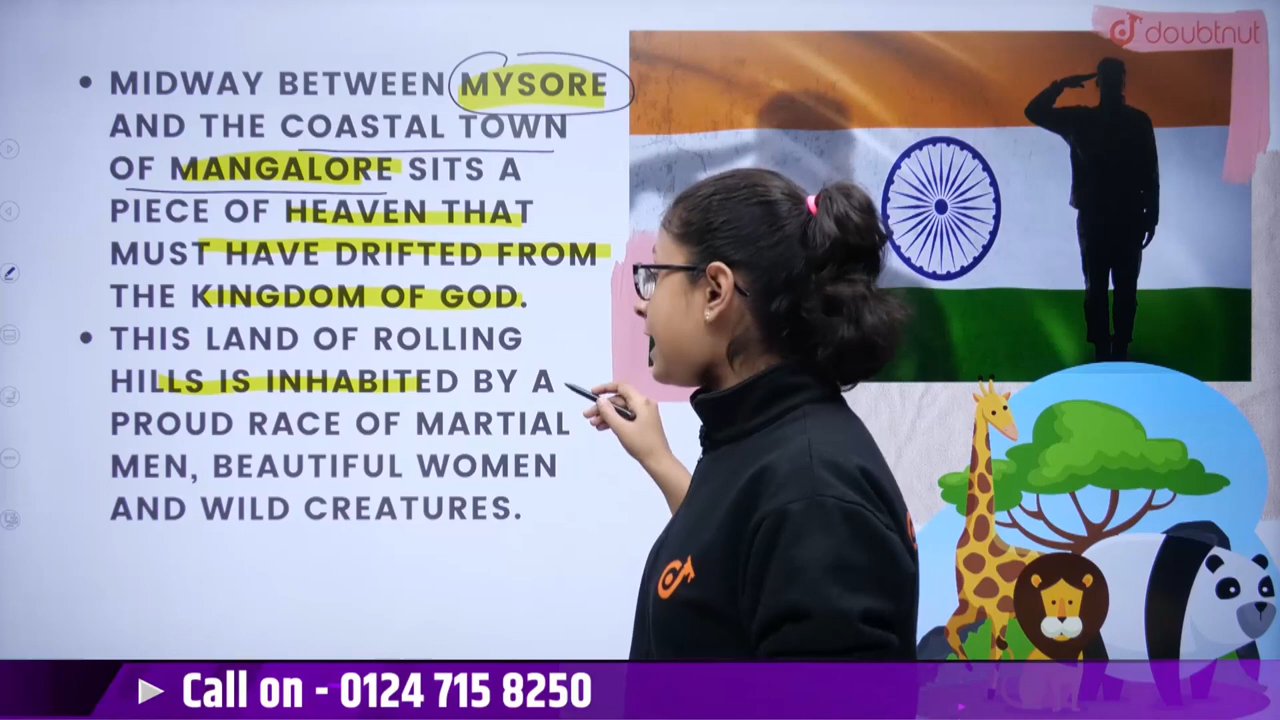 doubtnut
• MIDWAY BETWEEN MYSORE
AND THE COASTAL TOWN
OF MANGALORE SITS A
PIECE OF HEAVEN THAT
MUST HAVE DRIFTED FROM
THE KINGDOM OF GOD.
• THIS LAND OF ROLLING
HILLS IS INHABITED BY A
PROUD RACE OF MARTIAL
MEN, BEAUTIFUL WOMEN
AND WILD CREATURES.
Call on - 0124 715 8250